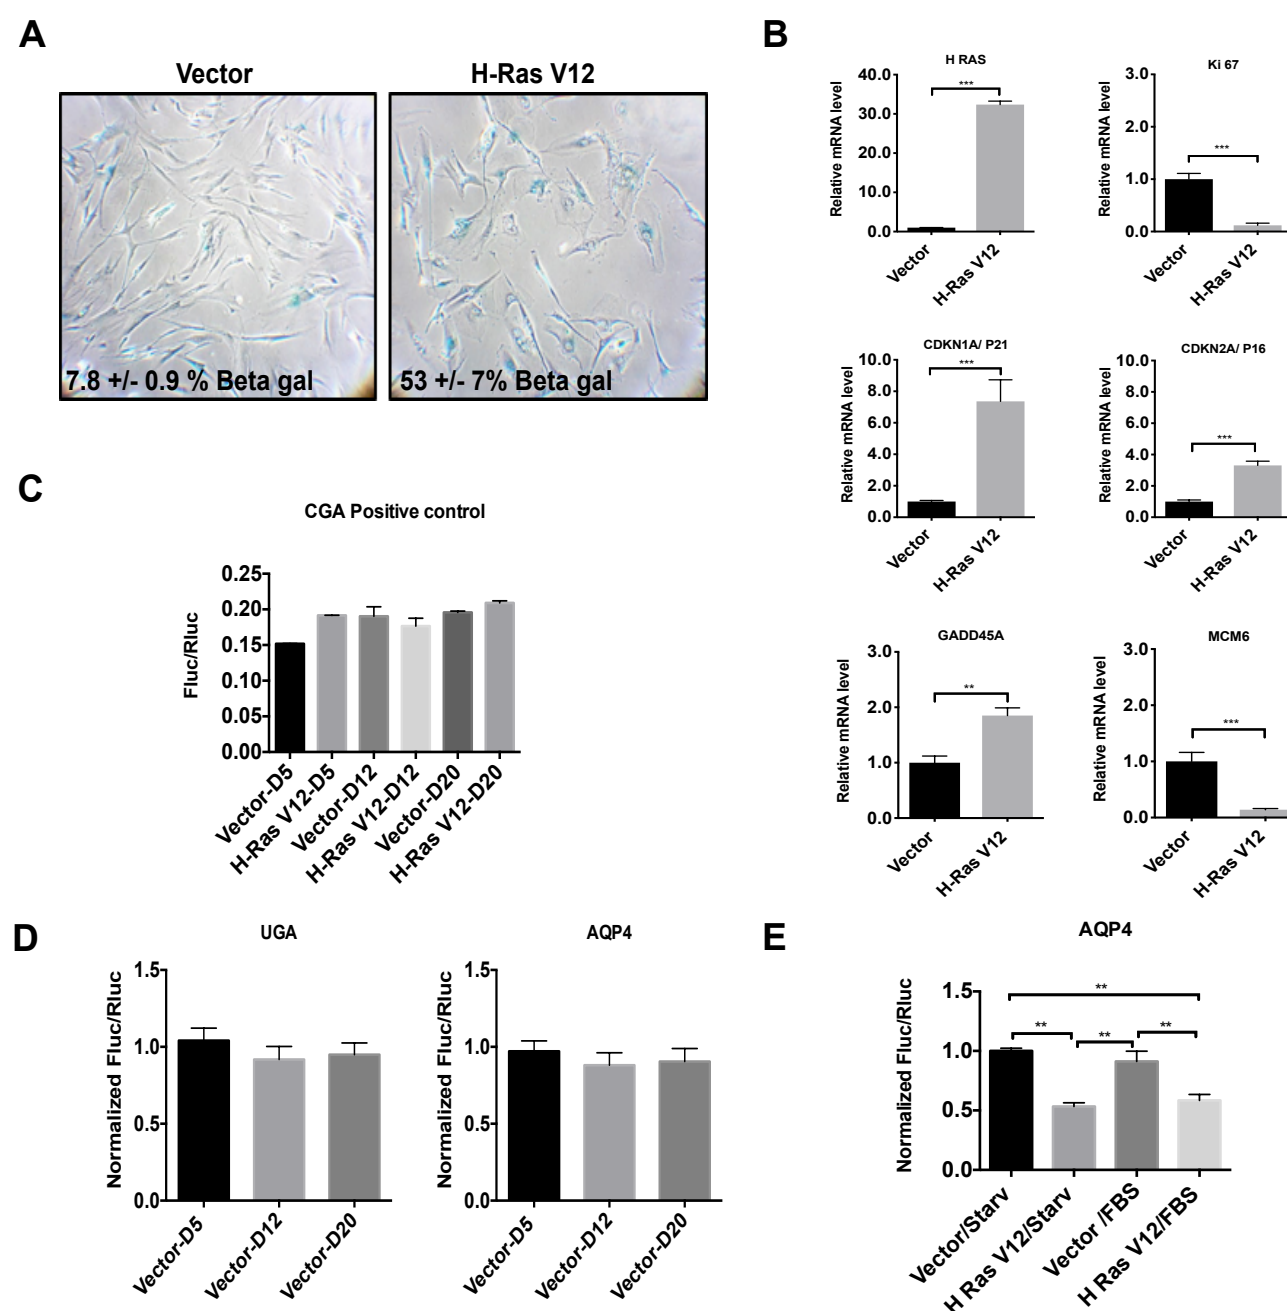 A
Vector
H-Ras V12
7.8 +/- 0.9 % Beta gal
53 +/- 7% Beta gal
B
H RAS
Relative mRNA level
40.0
30.0
20.0
10.0
0.0
***
Vector
H-Ras V12
Ki 67
Relative mRNA level
3.0
2.0
1.0
0.0
***
Vector
H-Ras V12
CDKN1A/ P21
Relative mRNA level
10.0
8.0
6.0
4.0
2.0
0.0
***
Vector
H-Ras V12
CDKN2A/ P16
Relative mRNA level
10.0
8.0
6.0
4.0
2.0
0.0
***
Vector
H-Ras V12
GADD45A
Relative mRNA level
3.0
2.0
1.0
0.0
**
Vector
H-Ras V12
MCM6
Relative mRNA level
3.0
2.0
1.0
0.0
***
Vector
H-Ras V12
C
CGA Positive control
Fluc/Rluc
0.25
0.20
0.15
0.10
0.05
0.00
Vector-D5
H-Ras V12-D5
Vector-D12
H-Ras V12-D12
Vector-D20
H-Ras V12-D20
D
UGA
Normalized Fluc/Rluc
1.5
1.0
0.5
0.0
Vector-D5
Vector-D12
Vector-D20
AQP4
Normalized Fluc/Rluc
1.5
1.0
0.5
0.0
Vector-D5
Vector-D12
Vector-D20
E
AQP4
Normalized Fluc/Rluc
1.5
1.0
0.5
0.0
**
**
**
**
Vector/Starv
H Ras V12/Starv
Vector /FBS
H Ras V12/FBS